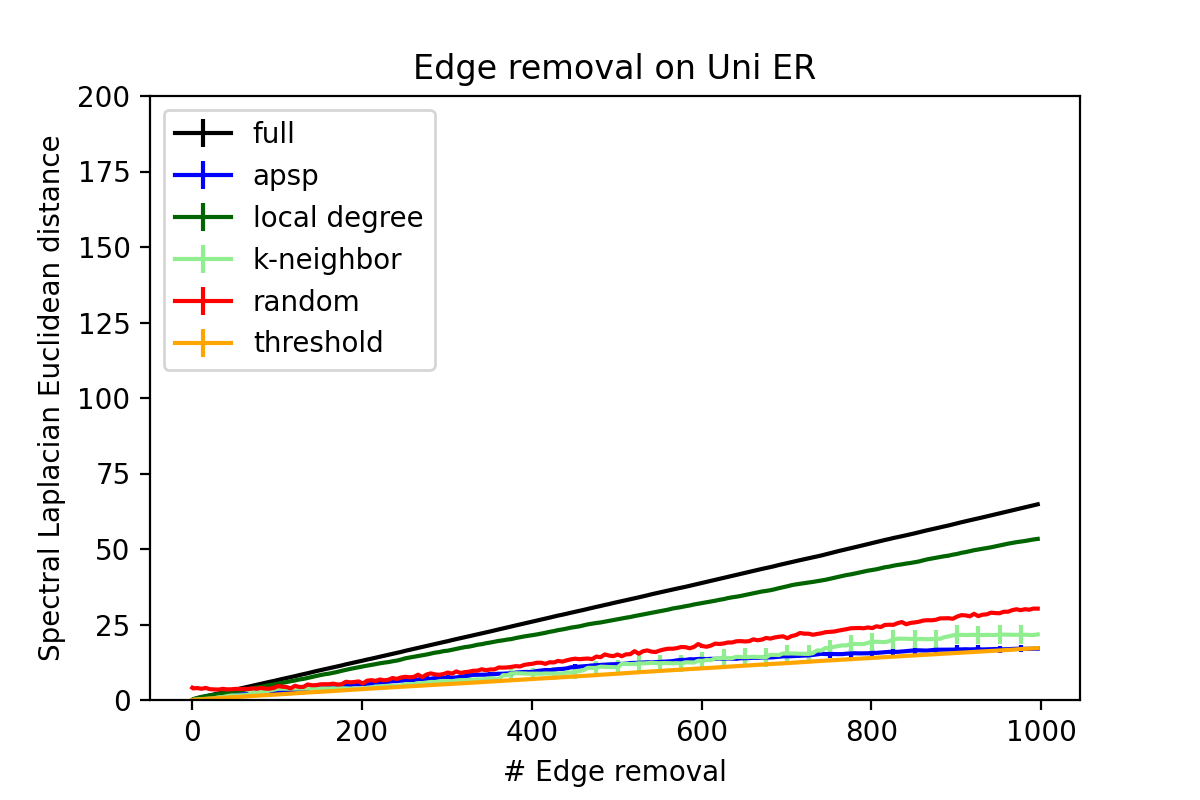 Edge removal on Uni ER
Spectral Laplacian Euclidean distance
200
175
150
125
100
75
50
25
0
full
apsp
local degree
k-neighbor
random
threshold
0 200 400 600 800 1000
# Edge removal